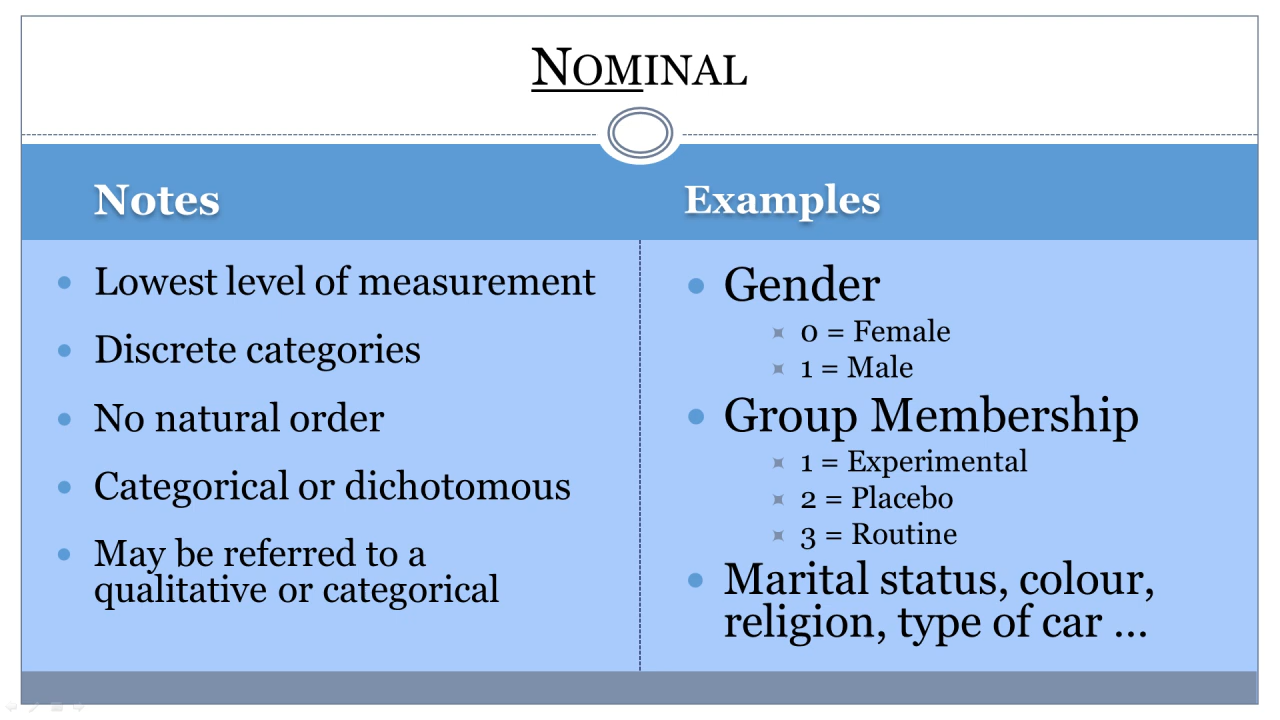 NOMINAL
Notes
Lowest level of measurement
Discrete categories
No natural order
Categorical or dichotomous
May be referred to a
qualitative or categorical
Examples
Gender
0 = Female
1 = Male
Group Membership
1 = Experimental
2 = Placebo
3 = Routine
Marital status, colour,
religion, type of car …